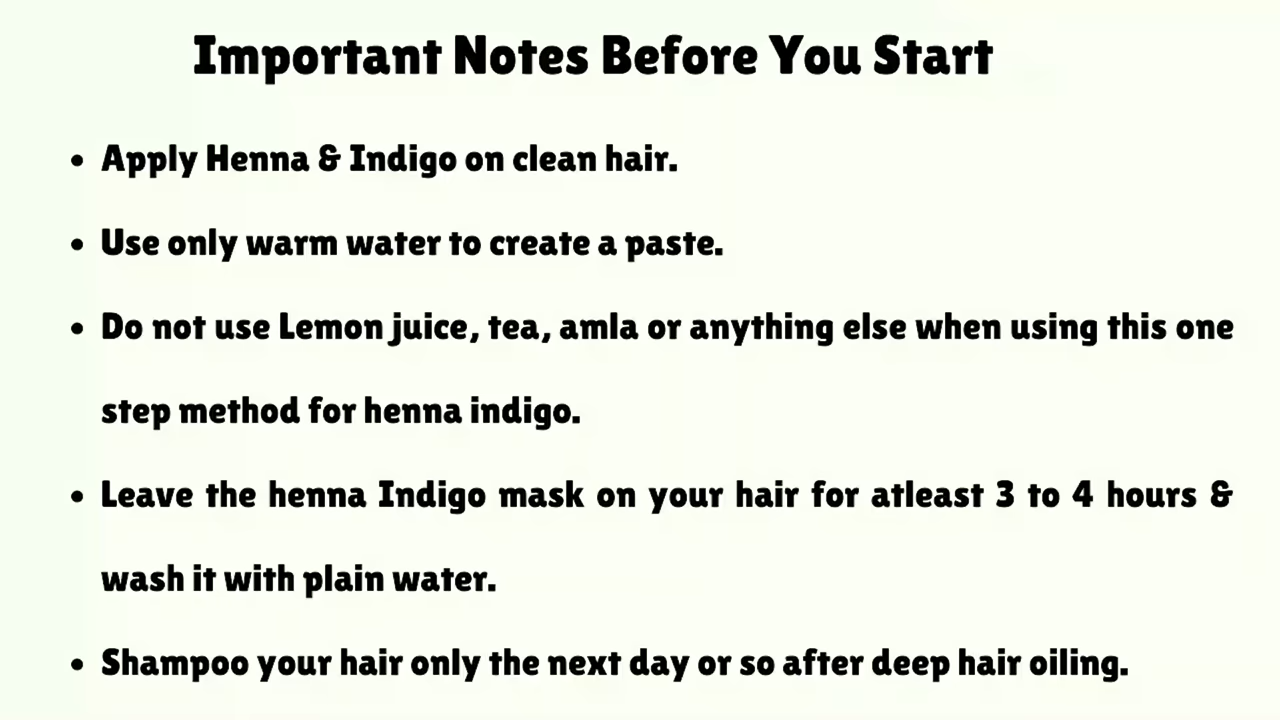 Important Notes Before You Start
• Apply Henna & Indigo on clean hair.
• Use only warm water to create a paste.
• Do not use Lemon juice, tea, amla or anything else when using this one
step method for henna indigo.
• Leave the henna Indigo mask on your hair for atleast 3 to 4 hours &
wash it with plain water.
• Shampoo your hair only the next day or so after deep hair oiling.